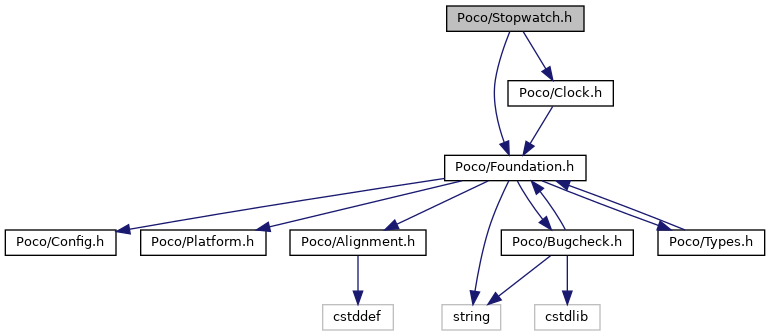 Poco/Stopwatch.h
Poco/Clock.h
Poco/Foundation.h
Poco/Config.h
Poco/Platform.h
Poco/Alignment.h
Poco/Bugcheck.h
Poco/Types.h
cstddef
string
cstdlib